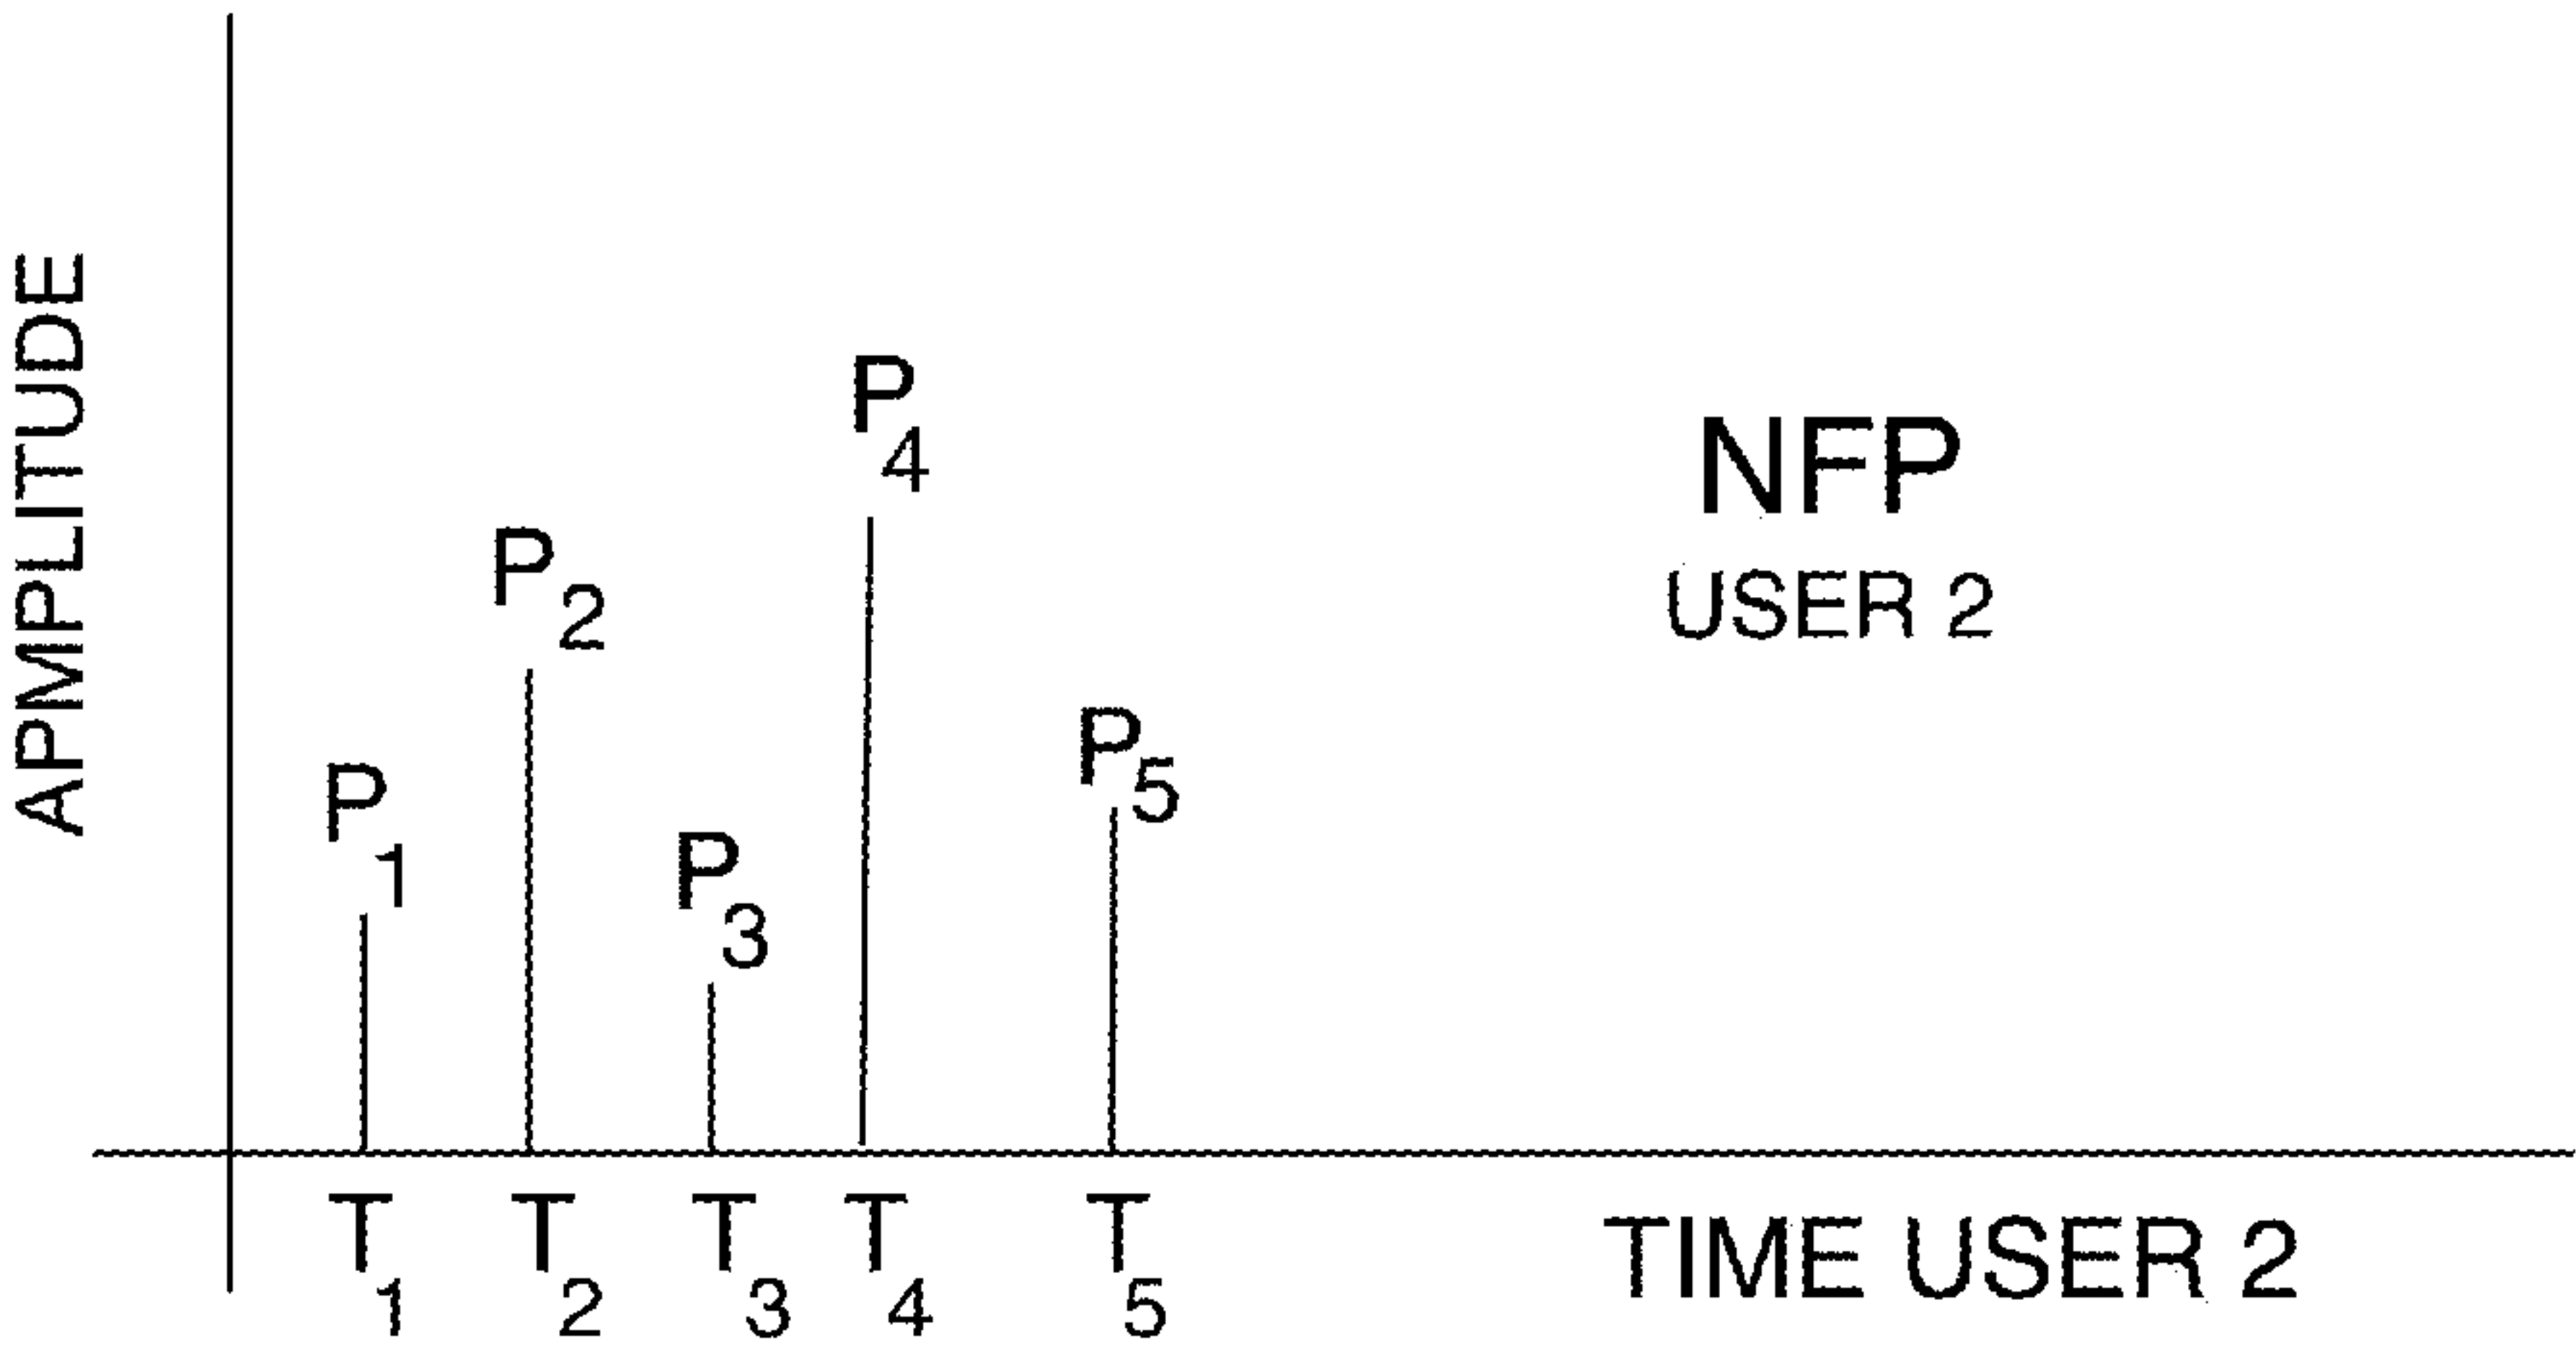 APMPLITUDE
P4
NFP
P2
USER 2
P5
P1
P3
T1 T2 T3 T4 T5
TIME USER 2